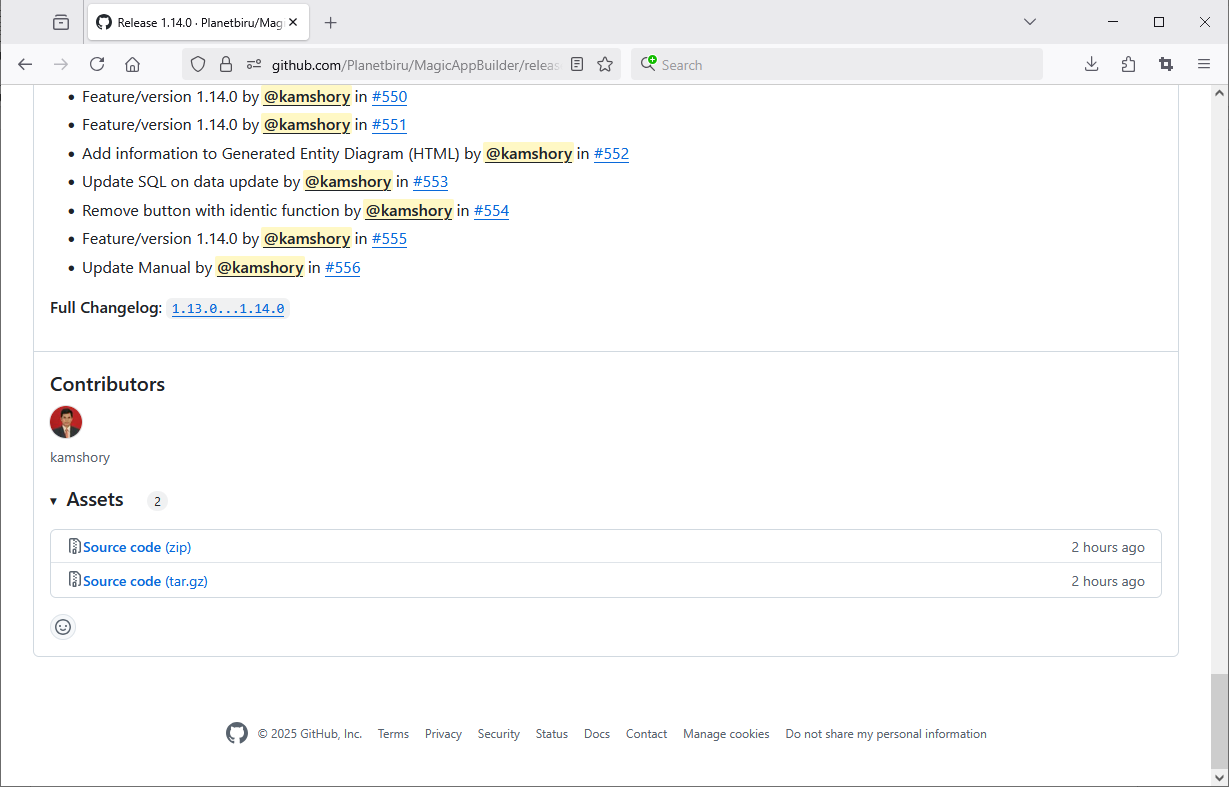 Release 1.14.0 · Planetbiru/Mag
github.com/Planetbiru/MagicAppBuilder/releas
Search
• Feature/version 1.14.0 by @kamshory in #550
• Feature/version 1.14.0 by @kamshory in #551
• Add information to Generated Entity Diagram (HTML) by @kamshory in #552
• Update SQL on data update by @kamshory in #553
• Remove button with identic function by @kamshory in #554
• Feature/version 1.14.0 by @kamshory in #555
• Update Manual by @kamshory in #556
Full Changelog: 1.13.0...1.14.0
Contributors
kamshory
Assets 2
Source code (zip) 2 hours ago
Source code (tar.gz) 2 hours ago
© 2025 GitHub, Inc. Terms Privacy Security Status Docs Contact Manage cookies Do not share my personal information